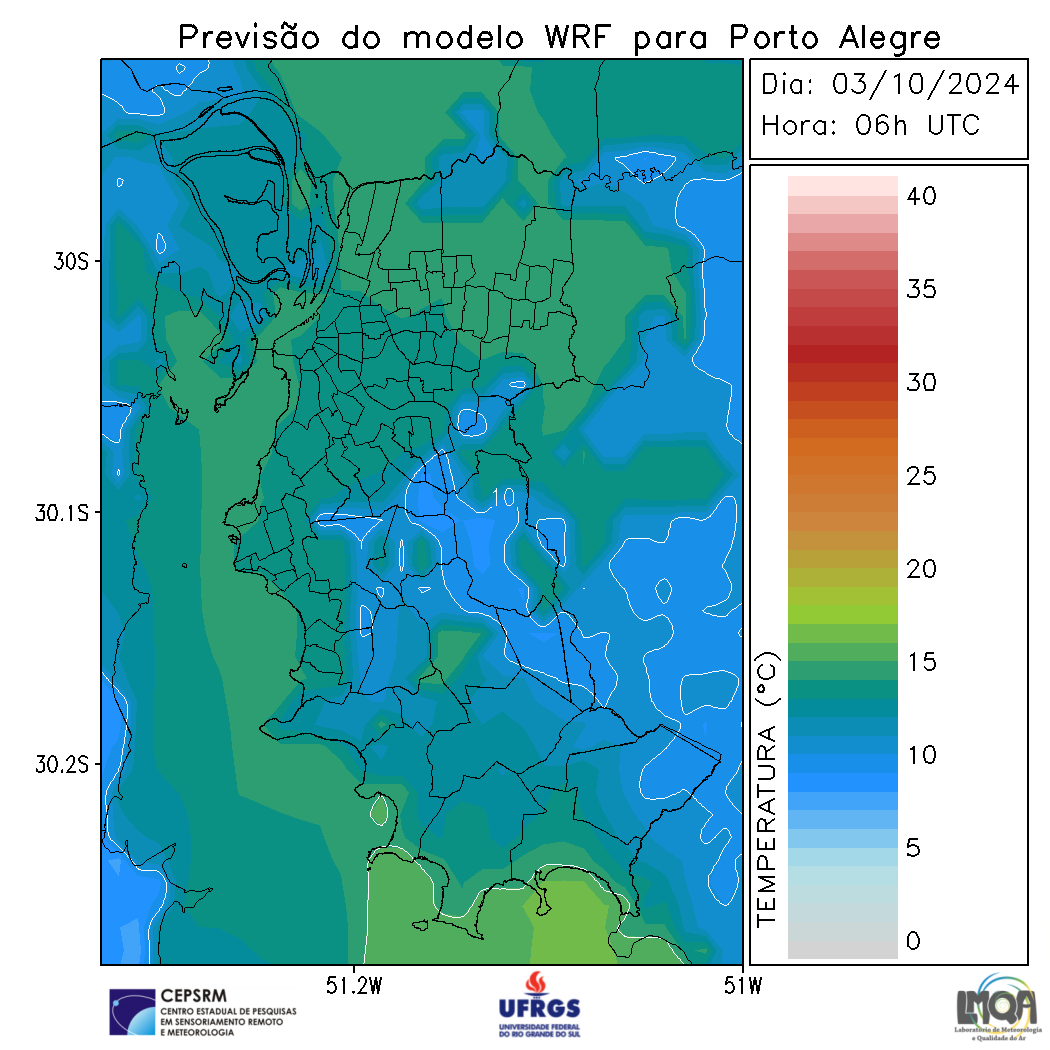 Previsão do modelo WRF para Porto Alegre
Dia: 03/10/2024
Hora: 06h UTC
40
35
30
25
20
15
10
5
0
TEMPERATURA (°C)
30S
30.1S
30.2S
10
51.2W
51W
CEPSRM
CENTRO ESTADUAL DE PESQUISAS
EM SENSORIAMENTO REMOTO
E METEOROLOGIA
UFRGS
UNIVERSIDADE FEDERAL
DO RIO GRANDE DO SUL
LMQA
Laboratório de Meteorologia
e Qualidade do Ar